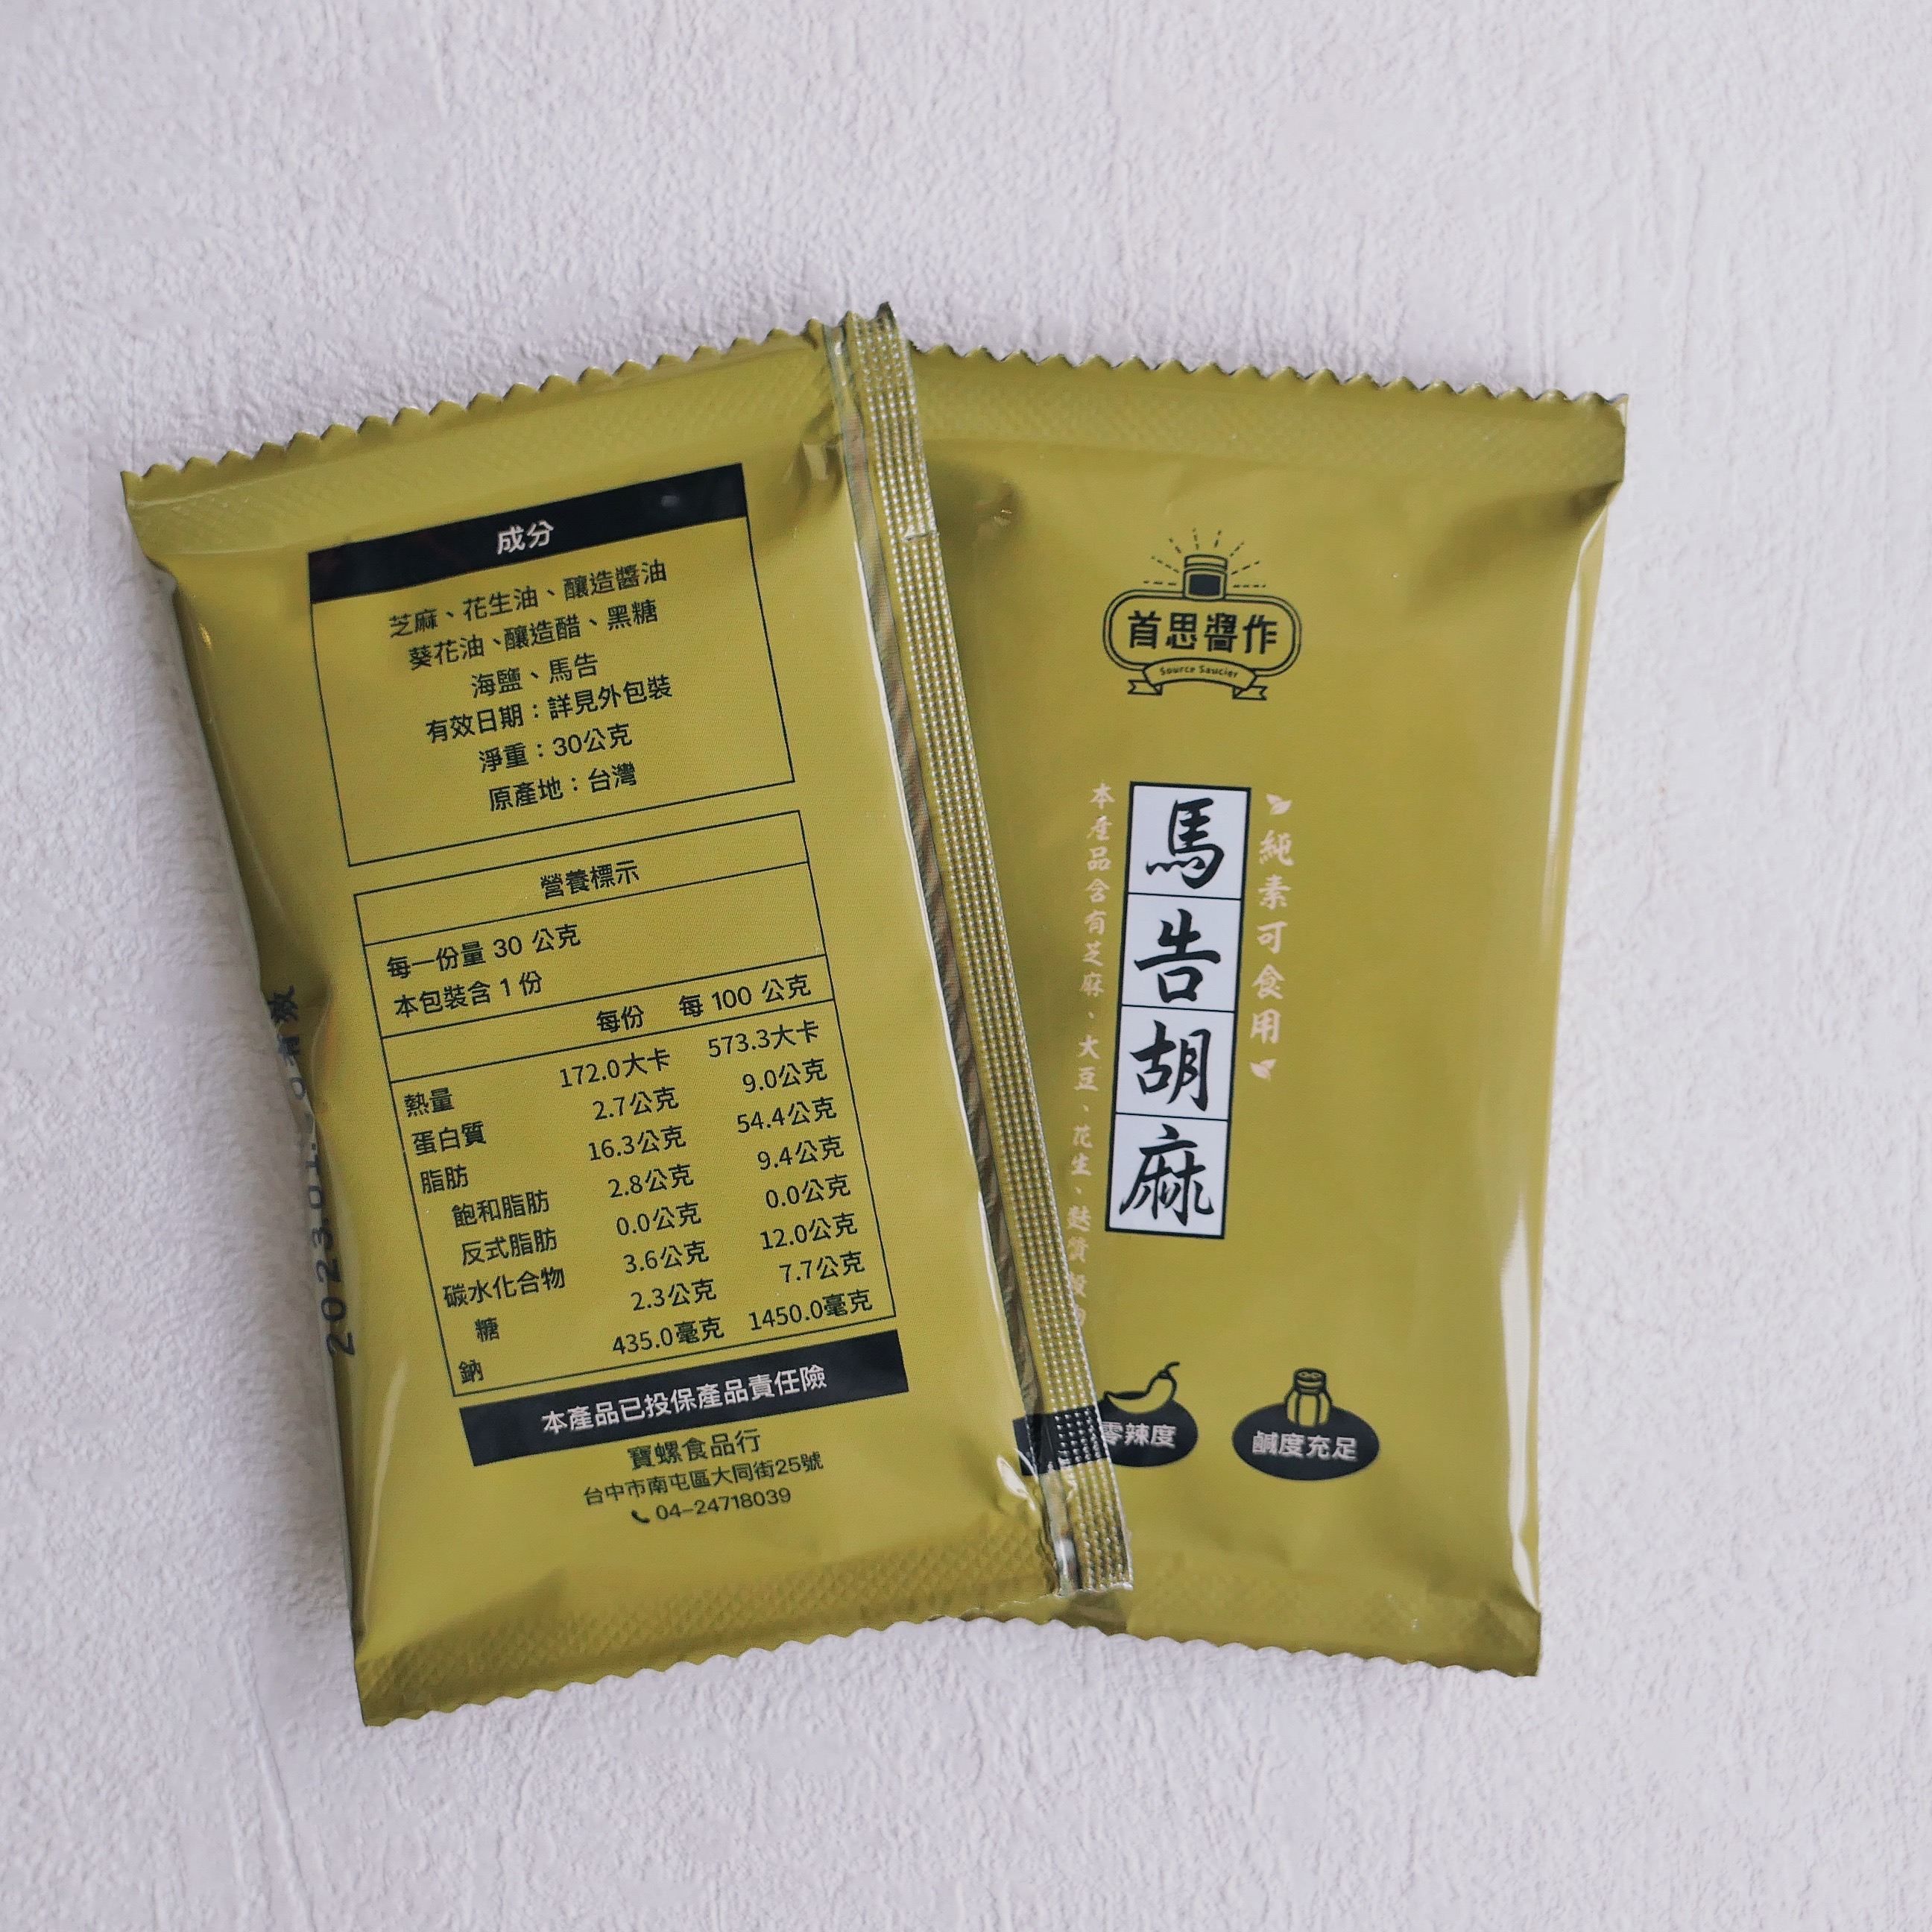 成分
芝麻、花生油、釀造醬油
葵花油、釀造醋、黑糖
海鹽、馬告
有效日期：詳見外包裝
淨重：30公克
原產地：台灣
營養標示
每一份量 30 公克
本包裝含 1 份
每份 每 100 公克
熱量 172.0大卡 573.3大卡
蛋白質 2.7公克 9.0公克
脂肪 16.3公克 54.4公克
飽和脂肪 2.8公克 9.4公克
反式脂肪 0.0公克 0.0公克
碳水化合物 3.6公克 12.0公克
糖 2.3公克 7.7公克
鈉 435.0毫克 1450.0毫克
本產品已投保產品責任險
寶螺食品行
台中市南屯區大同街25號
04-24718039
2023.01.
首思醬作
Source Saucier
純素可食用
馬告胡麻
本產品含有芝麻、大豆、花生、麩質
零辣度
鹹度充足